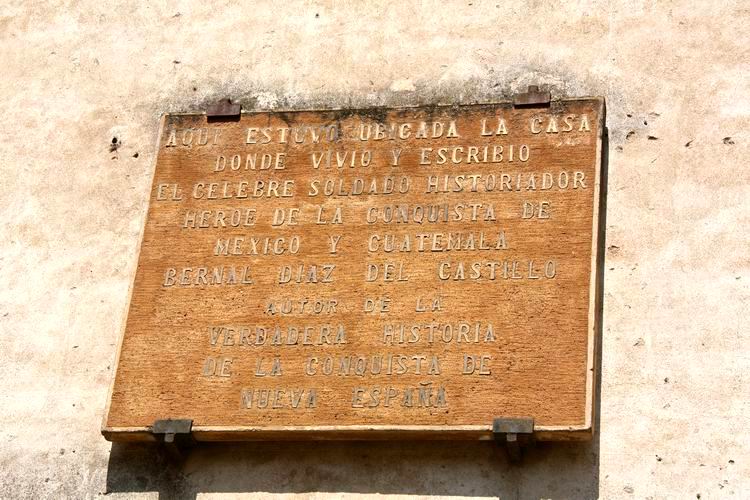 AQUI ESTUVO UBICADA LA CASA
DONDE VIVIO Y ESCRIBIO
EL CELEBRE SOLDADO HISTORIADOR
HEROE DE LA CONQUISTA DE
MEXICO Y GUATEMALA
BERNAL DIAZ DEL CASTILLO
AUTOR DE LA
VERDADERA HISTORIA
DE LA CONQUISTA DE
NUEVA ESPAÑA